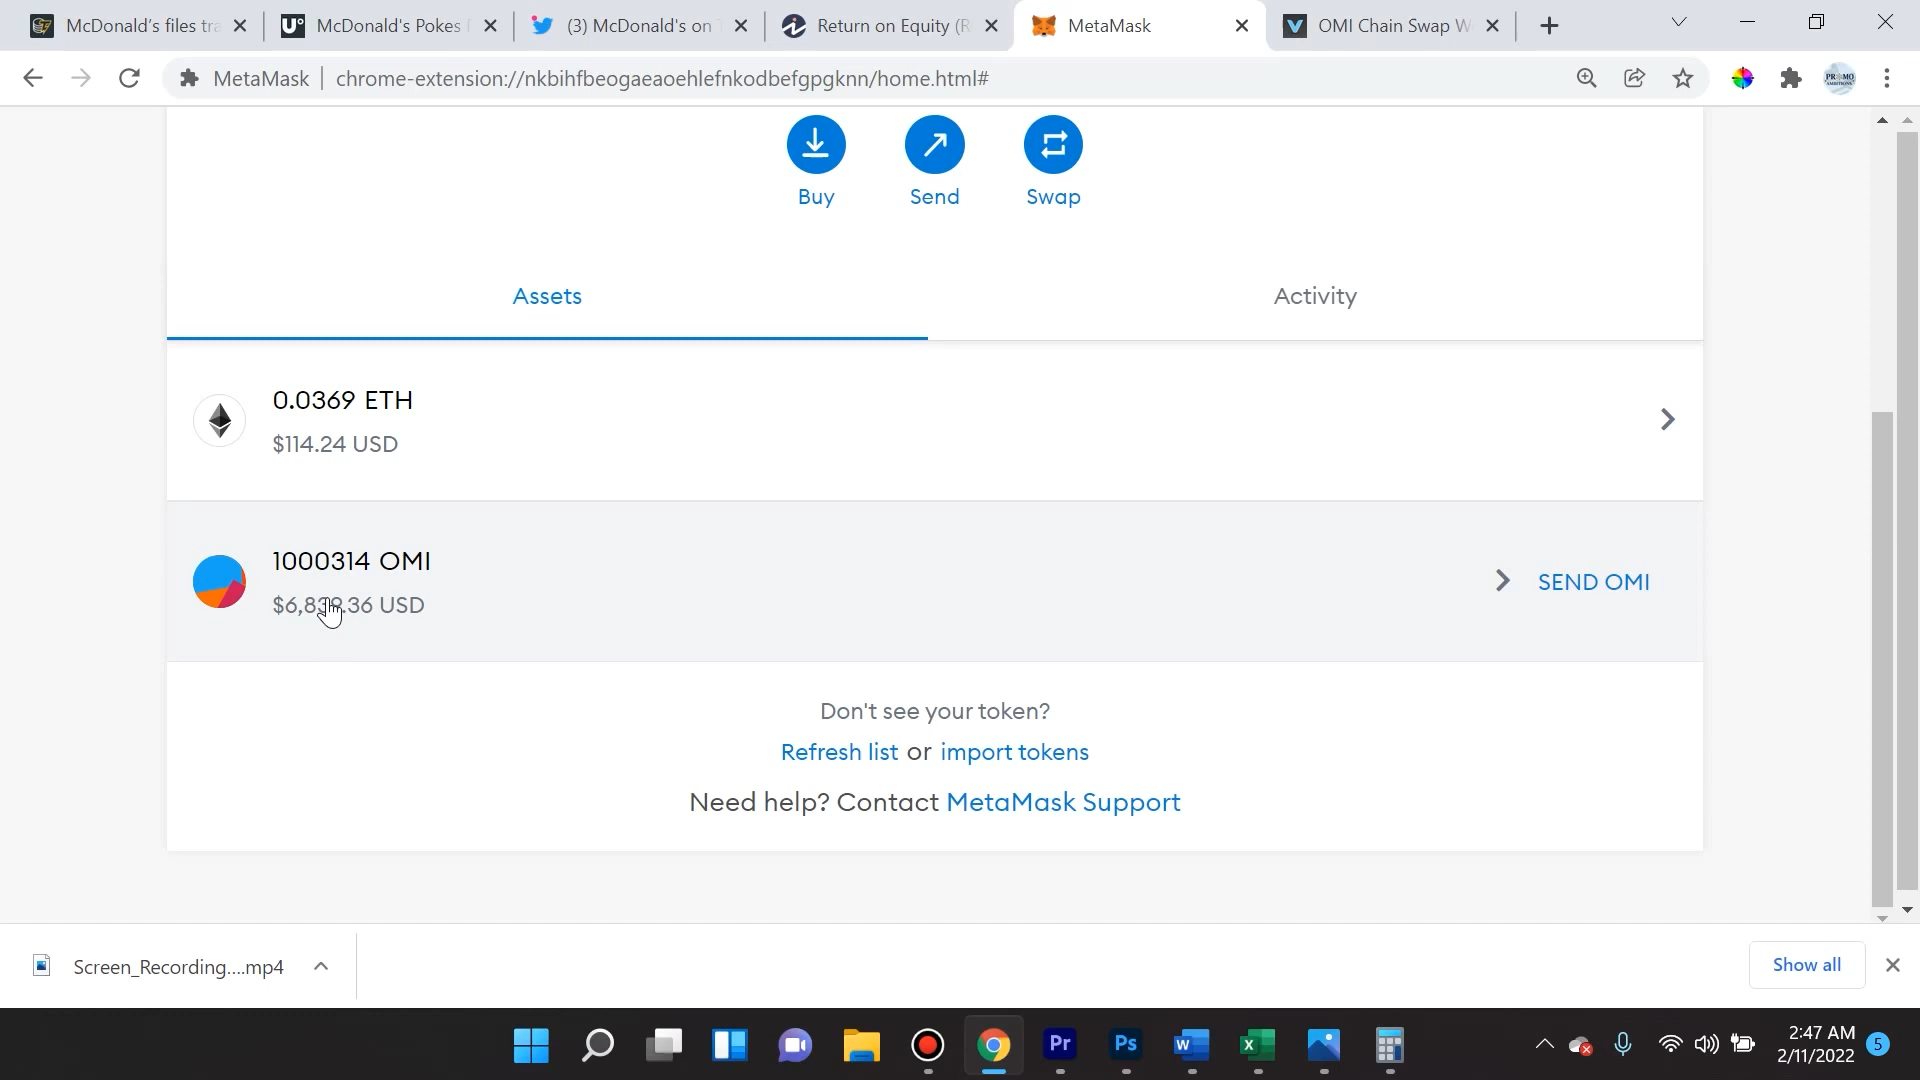 McDonald’s files tra
McDonald's Pokes
(3) McDonald's on
Return on Equity (R
MetaMask
OMI Chain Swap W
MetaMask
chrome-extension://nkbihfbeogaeaoehlefnkodbefgpgknn/home.html#
Buy
Send
Swap
Assets
Activity
0.0369 ETH
$114.24 USD
1000314 OMI
USD
SEND OMI
Don't see your token?
Refresh list or import tokens
Need help? Contact MetaMask Support
Screen_Recording....mp4
Show all
Pr
Ps
W
X
2:47 AM
2/11/2022
5